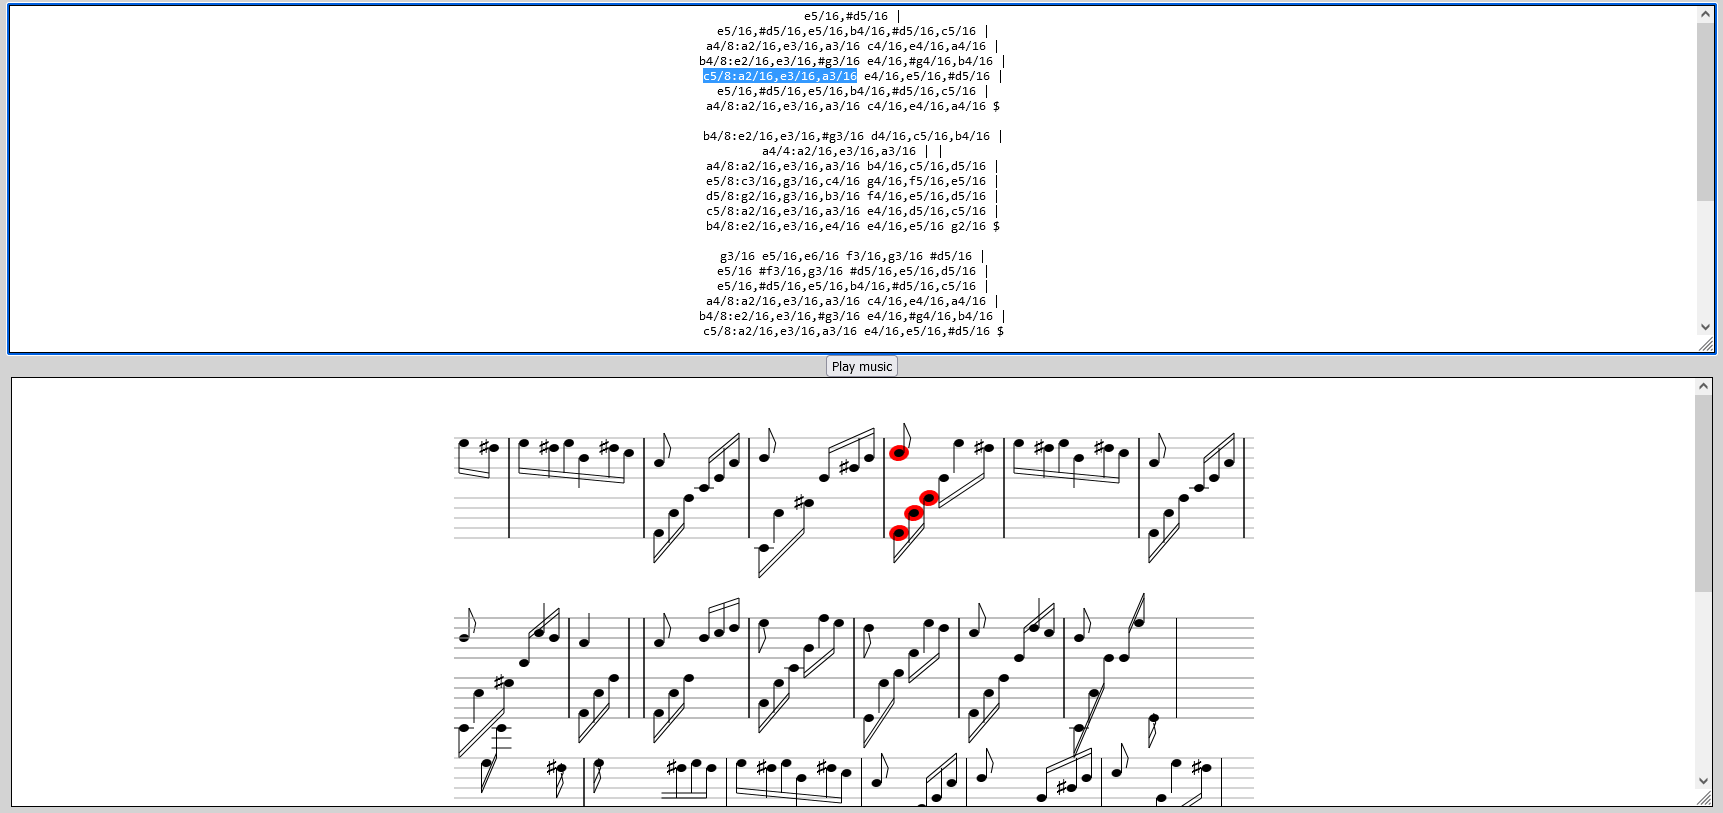 e5/16,#d5/16 |
e5/16,#d5/16,e5/16,b4/16,#d5/16,c5/16 |
a4/8:a2/16,e3/16,a3/16 c4/16,e4/16,a4/16 |
b4/8:e2/16,e3/16,#g3/16 e4/16,#g4/16,b4/16 |
c5/8:a2/16,e3/16,a3/16 e4/16,e5/16,#d5/16 |
e5/16,#d5/16,e5/16,b4/16,#d5/16,c5/16 |
a4/8:a2/16,e3/16,a3/16 c4/16,e4/16,a4/16 $
b4/8:e2/16,e3/16,#g3/16 d4/16,c5/16,b4/16 |
a4/4:a2/16,e3/16,a3/16 | |
a4/8:a2/16,e3/16,a3/16 b4/16,c5/16,d5/16 |
e5/8:c3/16,g3/16,c4/16 g4/16,f5/16,e5/16 |
d5/8:g2/16,g3/16,b3/16 f4/16,e5/16,d5/16 |
c5/8:a2/16,e3/16,a3/16 e4/16,d5/16,c5/16 |
b4/8:e2/16,e3/16,e4/16 e4/16,e5/16 g2/16 $
g3/16 e5/16,e6/16 f3/16,g3/16 #d5/16 |
e5/16 #f3/16,g3/16 #d5/16,e5/16,d5/16 |
e5/16,#d5/16,e5/16,b4/16,#d5/16,c5/16 |
a4/8:a2/16,e3/16,a3/16 c4/16,e4/16,a4/16 |
b4/8:e2/16,e3/16,#g3/16 e4/16,#g4/16,b4/16 |
c5/8:a2/16,e3/16,a3/16 e4/16,e5/16,#d5/16 $
Play music